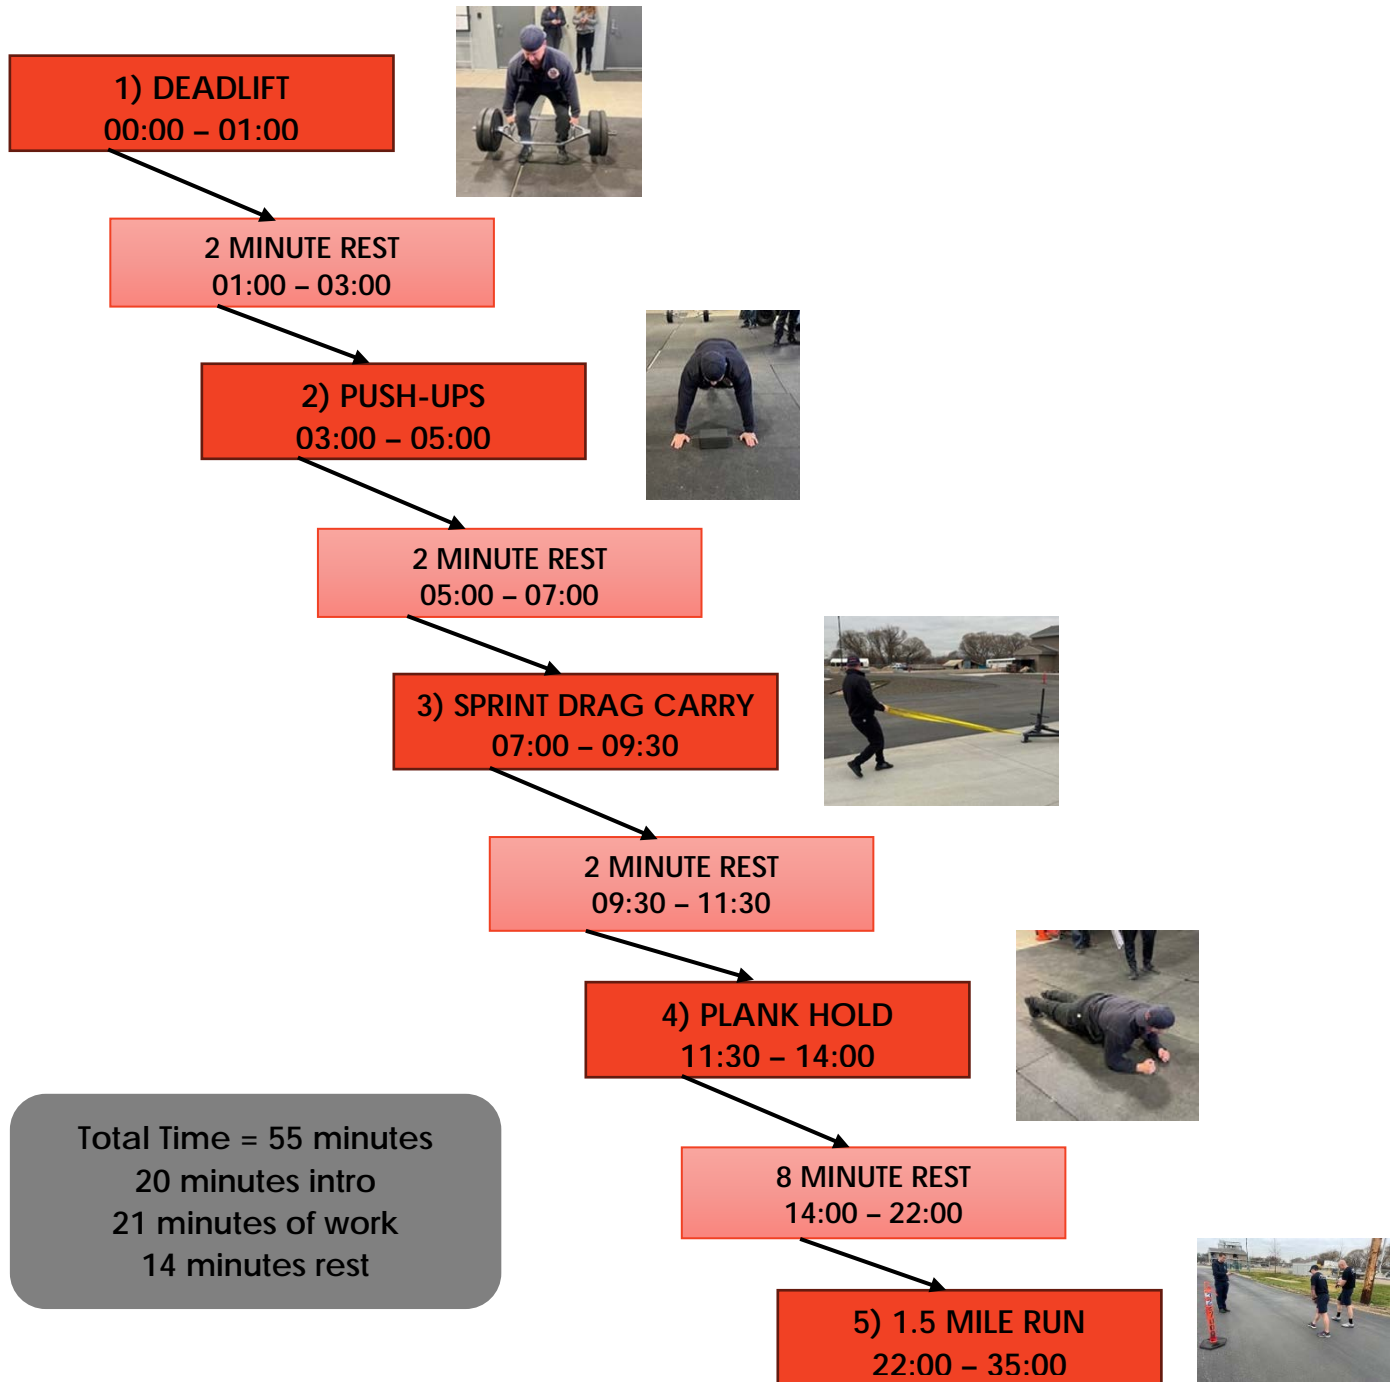 1) DEADLIFT
00:00 – 01:00
2 MINUTE REST
01:00 – 03:00
2) PUSH-UPS
03:00 – 05:00
2 MINUTE REST
05:00 – 07:00
3) SPRINT DRAG CARRY
07:00 – 09:30
2 MINUTE REST
09:30 – 11:30
4) PLANK HOLD
11:30 – 14:00
8 MINUTE REST
14:00 – 22:00
5) 1.5 MILE RUN
22:00 – 35:00
Total Time = 55 minutes
20 minutes intro
21 minutes of work
14 minutes rest